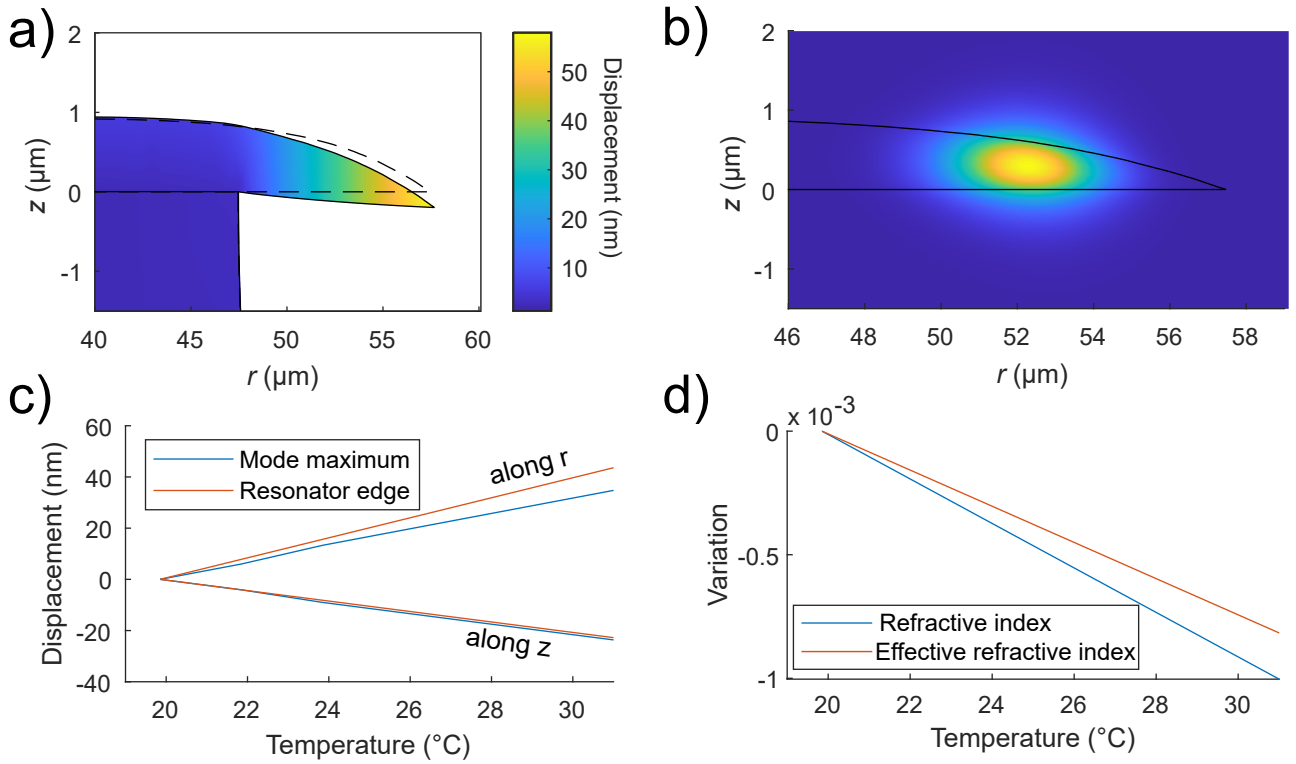 a)
2
1
0
-1
z (µm)
40
45
50
55
60
r (µm)
50
40
30
20
10
Displacement (nm)
b)
2
1
0
-1
z (µm)
46
48
50
52
54
56
58
r (µm)
c)
60
40
20
0
-20
-40
Displacement (nm)
Mode maximum
Resonator edge
along r
along z
20
22
24
26
28
30
Temperature (°C)
d)
x 10-3
0
-0.5
-1
Variation
Refractive index
Effective refractive index
20
22
24
26
28
30
Temperature (°C)